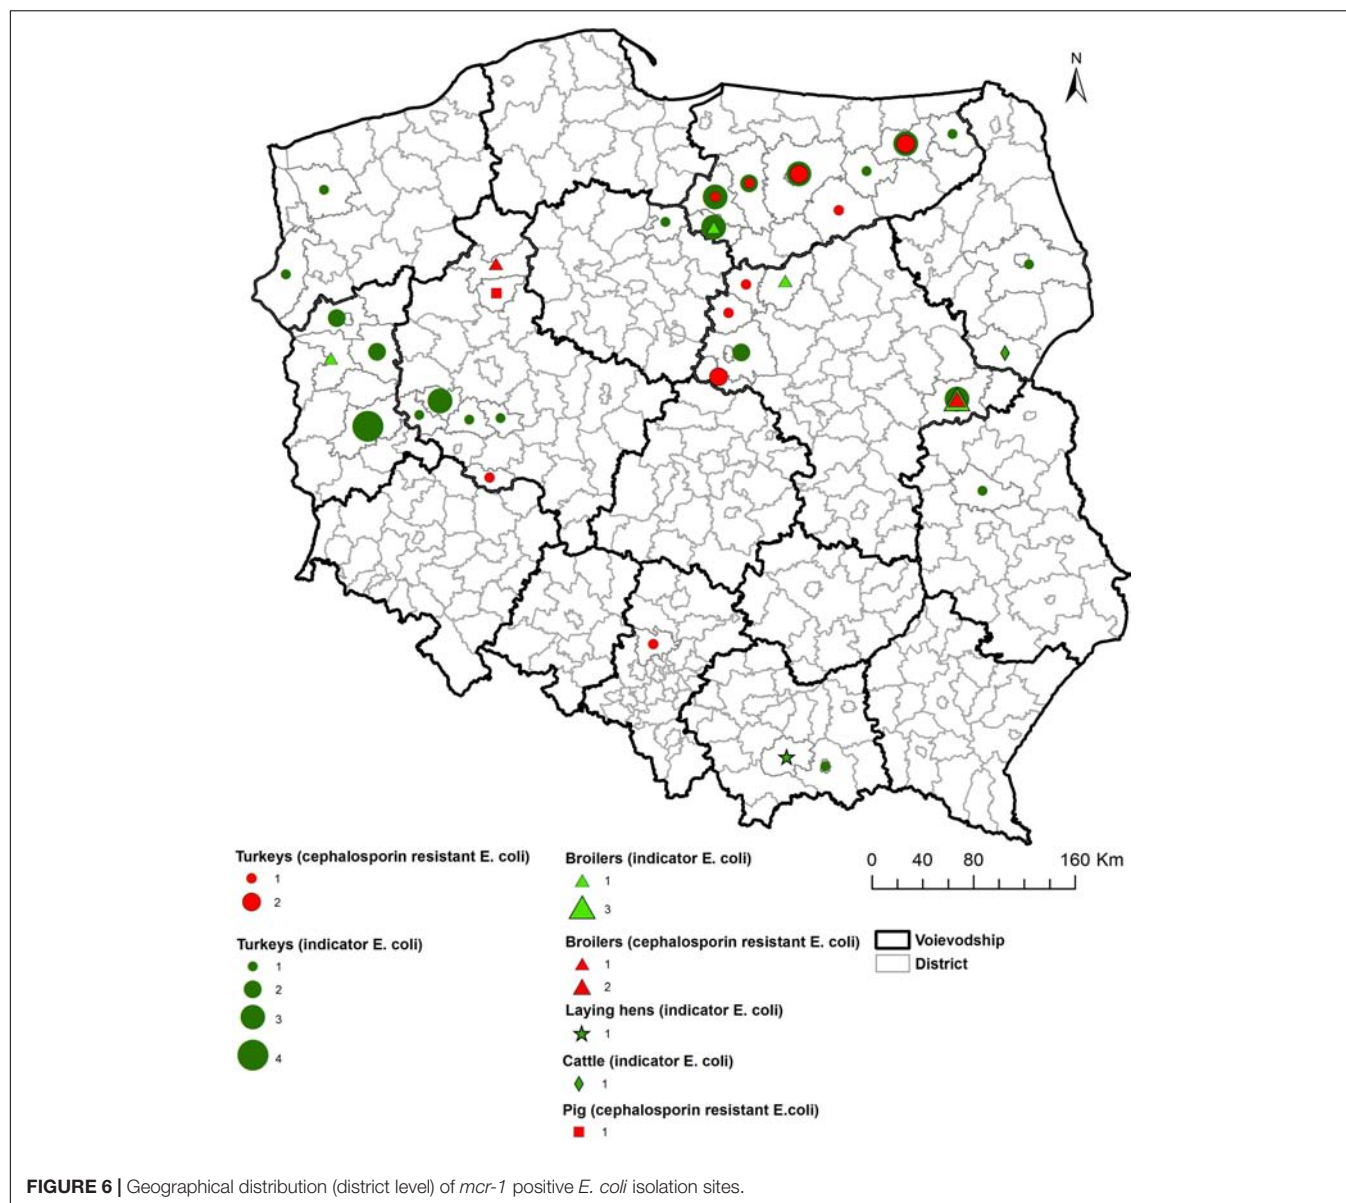 N
Turkeys (cephalosporin resistant E. coli)
1
2
Turkeys (indicator E. coli)
1
2
3
4
Broilers (indicator E. coli)
1
3
Broilers (cephalosporin resistant E. coli)
1
2
Laying hens (indicator E. coli)
1
Cattle (indicator E. coli)
1
Pig (cephalosporin resistant E.coli)
1
0 40 80 160 Km
Voievodship
District
FIGURE 6 | Geographical distribution (district level) of mcr-1 positive E. coli isolation sites.